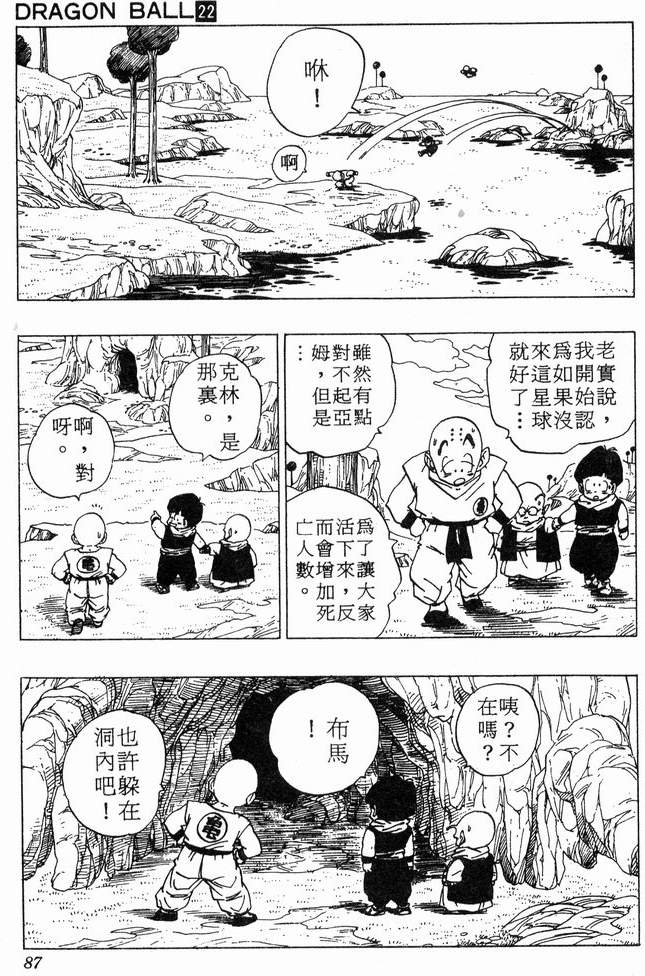 DRAGON BALL 22
咻！
啊
老實說，
我開始認
爲如果沒
來這星球
就好了…
雖然有點
對不起亞
姆，但是
…
爲了讓大家
活下來，反
而會增加死
亡人數。
克林，是
那裏。
啊，對
呀。
咦？不
在嗎？
布馬
！
也許躲在
洞內吧！
87